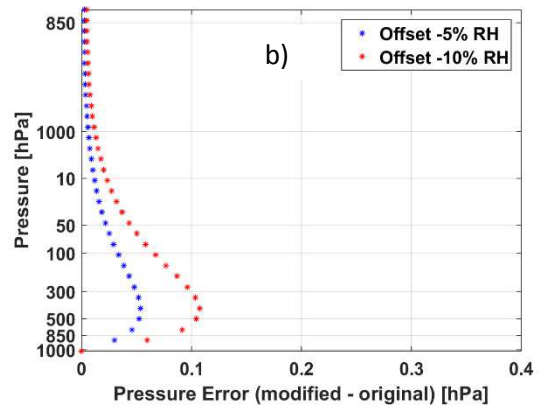 850
b)
Offset -5% RH
Offset -10% RH
1000
10
50
100
300
500
850
1000
Pressure [hPa]
0
0.1
0.2
0.3
0.4
Pressure Error (modified - original) [hPa]